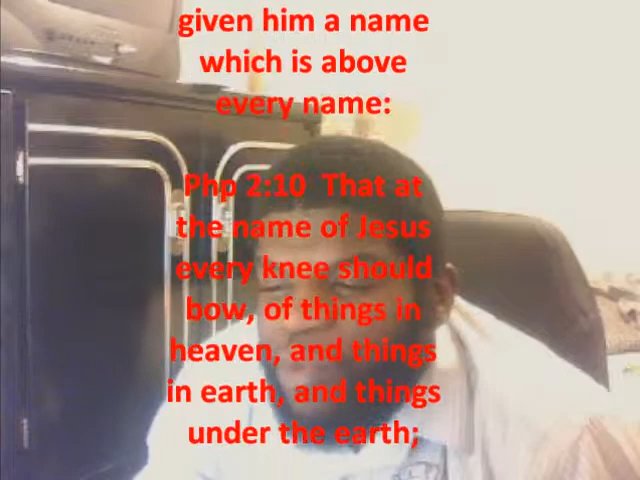 given him a name
which is above
every name:
Php 2:10  That at
the name of Jesus
every knee should
bow, of things in
heaven, and things
in earth, and things
under the earth;